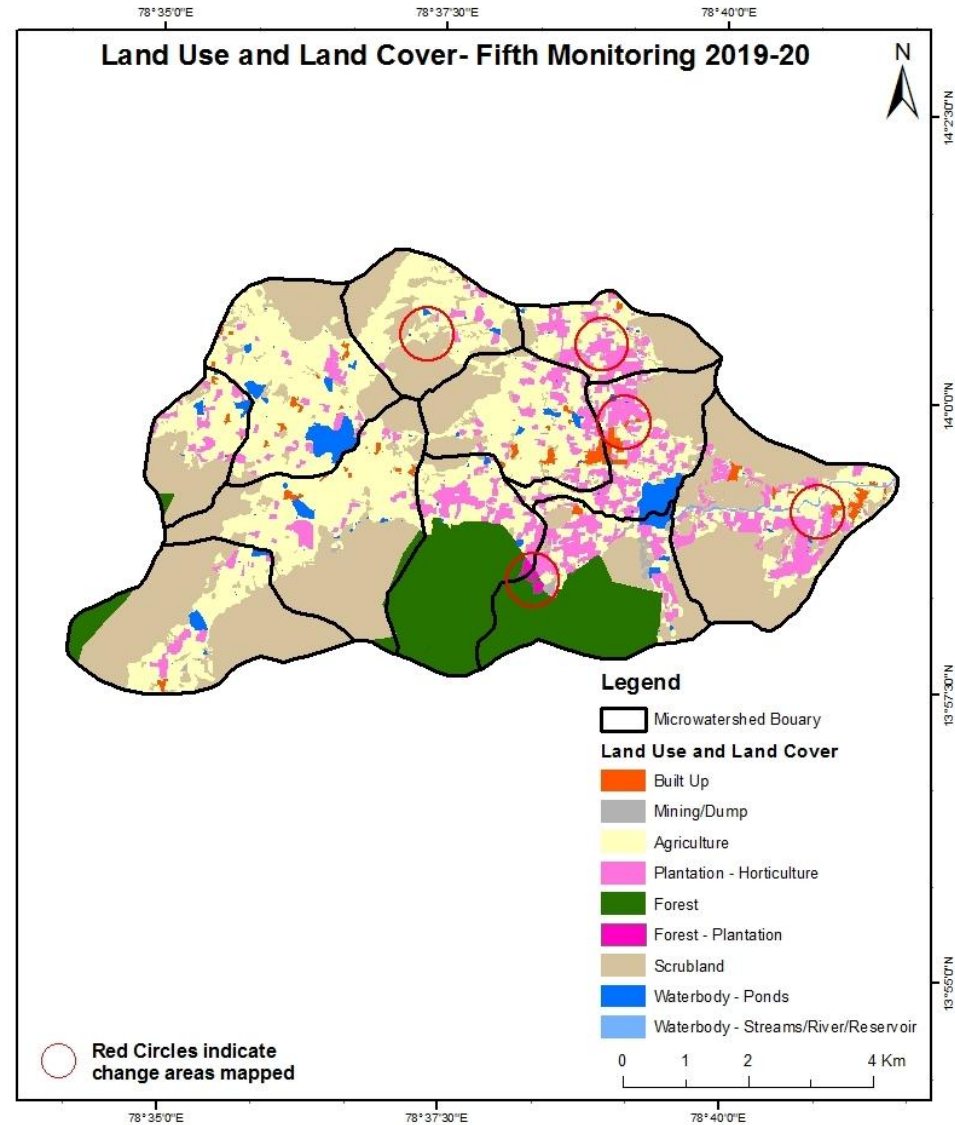 78°35'0"E
78°37'30"E
78°40'0"E
Land Use and Land Cover- Fifth Monitoring 2019-20
N
14°2'30"N
14°0'0"N
13°57'30"N
13°55'0"N
Legend
Microwatershed Bouary
Land Use and Land Cover
Built Up
Mining/Dump
Agriculture
Plantation - Horticulture
Forest
Forest - Plantation
Scrubland
Waterbody - Ponds
Waterbody - Streams/River/Reservoir
0 1 2 4 Km
Red Circles indicate
change areas mapped
78°35'0"E
78°37'30"E
78°40'0"E